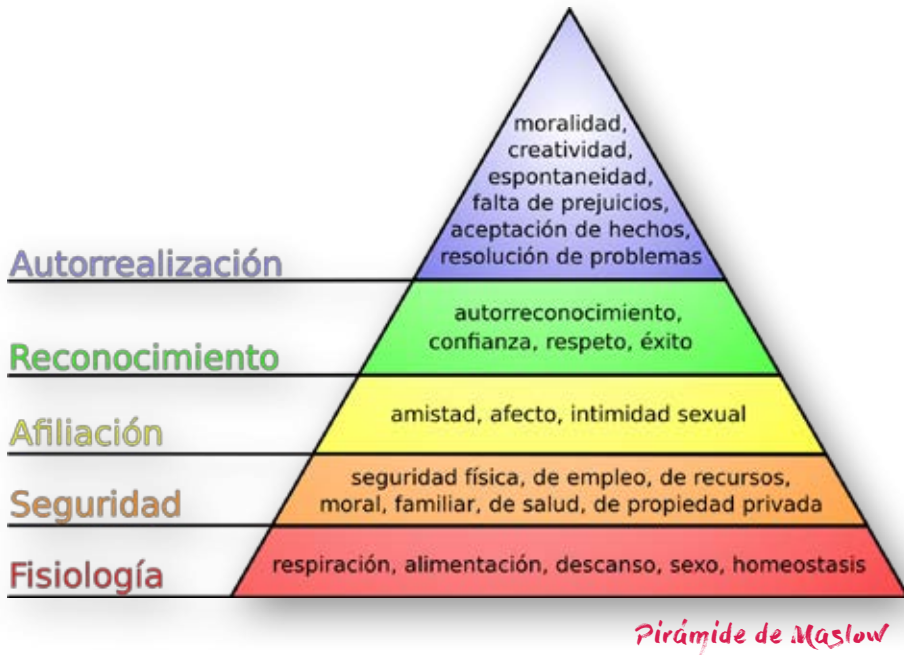 moralidad,
creatividad,
espontaneidad,
falta de prejuicios,
aceptación de hechos,
resolución de problemas
Autorrealización
autorreconocimiento,
confianza, respeto, éxito
Reconocimiento
amistad, afecto, intimidad sexual
Afiliación
seguridad física, de empleo, de recursos,
moral, familiar, de salud, de propiedad privada
Seguridad
respiración, alimentación, descanso, sexo, homeostasis
Fisiología
Pirámide de Maslow